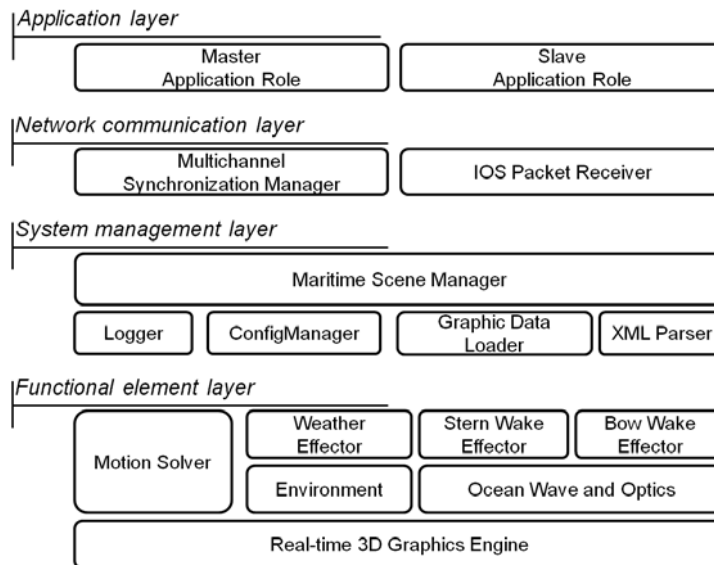 Application layer
Master
Application Role
Slave
Application Role
Network communication layer
Multichannel
Synchronization Manager
IOS Packet Receiver
System management layer
Maritime Scene Manager
Logger
ConfigManager
Graphic Data
Loader
XML Parser
Functional element layer
Motion Solver
Weather
Effector
Stern Wake
Effector
Bow Wake
Effector
Environment
Ocean Wave and Optics
Real-time 3D Graphics Engine